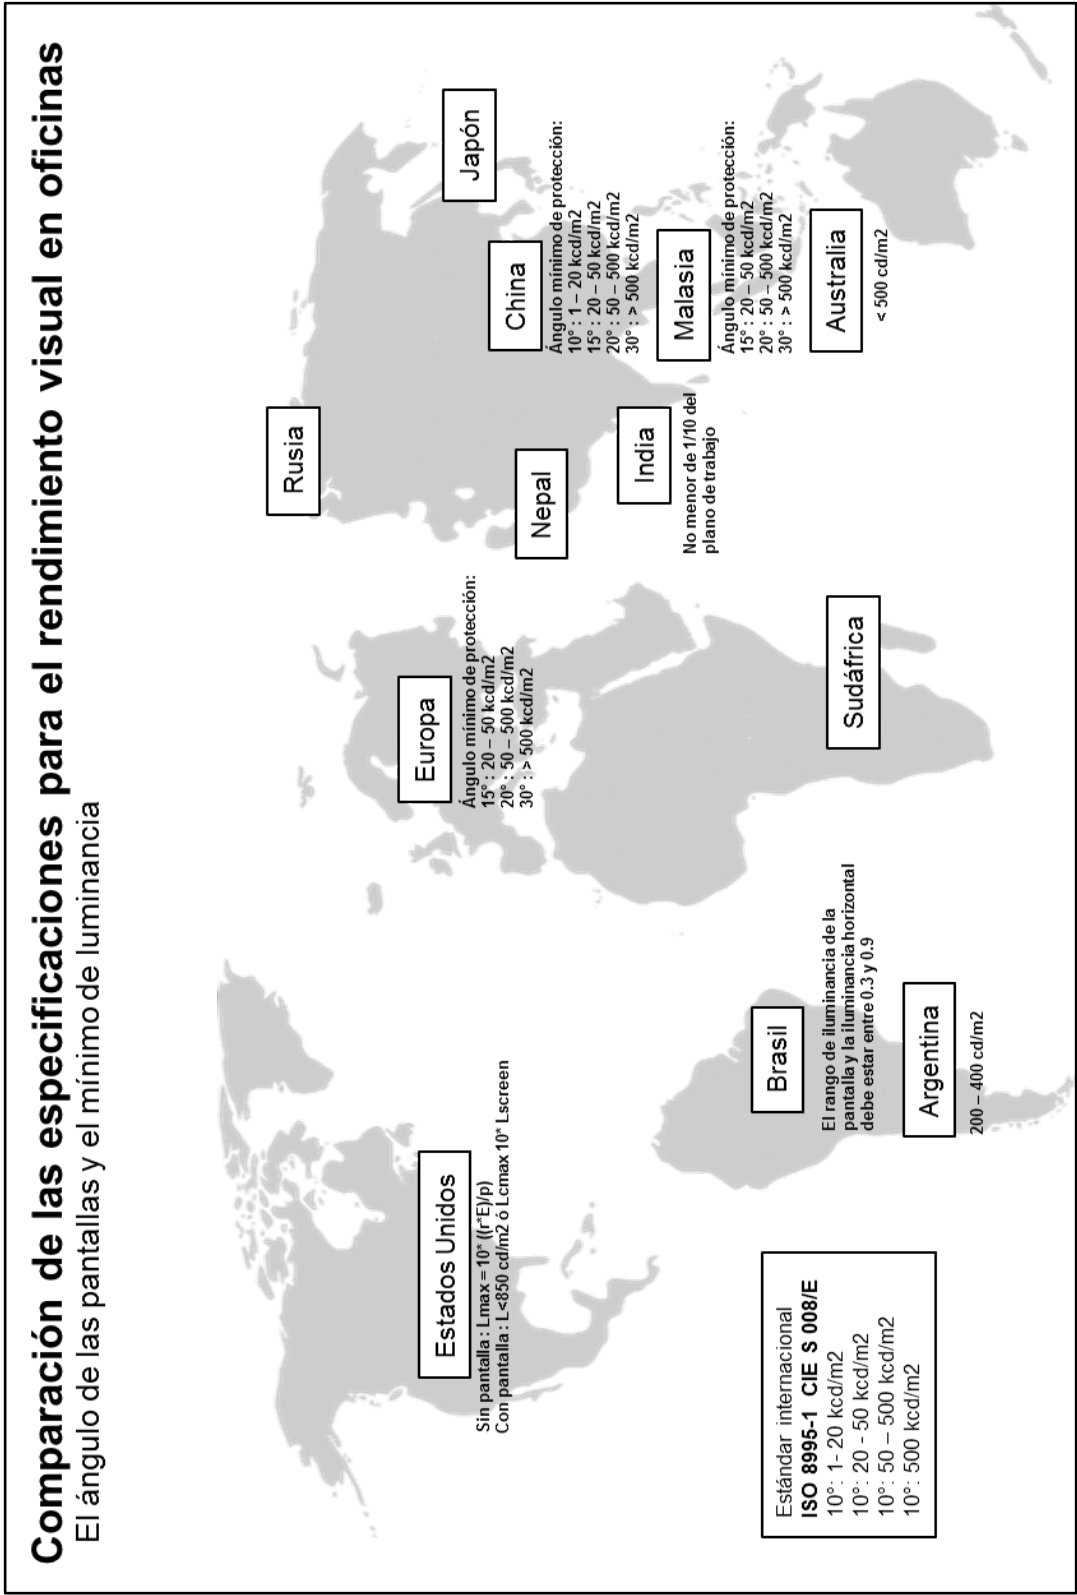 Comparación de las especificaciones para el rendimiento visual en oficinas
El ángulo de las pantallas y el mínimo de luminancia
Estados Unidos
Sin pantalla : Lmax = 10* ((r*E)/p)
Con pantalla : L<850 cd/m2 ó Lcmax 10* Lscreen
Estándar internacional
ISO 8995-1 CIE S 008/E
10°: 1- 20 kcd/m2
10°: 20 - 50 kcd/m2
10°: 50 – 500 kcd/m2
10°: 500 kcd/m2
Brasil
El rango de iluminancia de la
pantalla y la iluminancia horizontal
debe estar entre 0.3 y 0.9
Argentina
200 – 400 cd/m2
Europa
Ángulo mínimo de protección:
15° : 20 – 50 kcd/m2
20° : 50 – 500 kcd/m2
30° : > 500 kcd/m2
Sudáfrica
Rusia
Nepal
India
No menor de 1/10 del
plano de trabajo
Japón
China
Ángulo mínimo de protección:
10° : 1 – 20 kcd/m2
15° : 20 – 50 kcd/m2
20° : 50 – 500 kcd/m2
30° : > 500 kcd/m2
Malasia
Ángulo mínimo de protección:
15° : 20 – 50 kcd/m2
20° : 50 – 500 kcd/m2
30° : > 500 kcd/m2
Australia
< 500 cd/m2